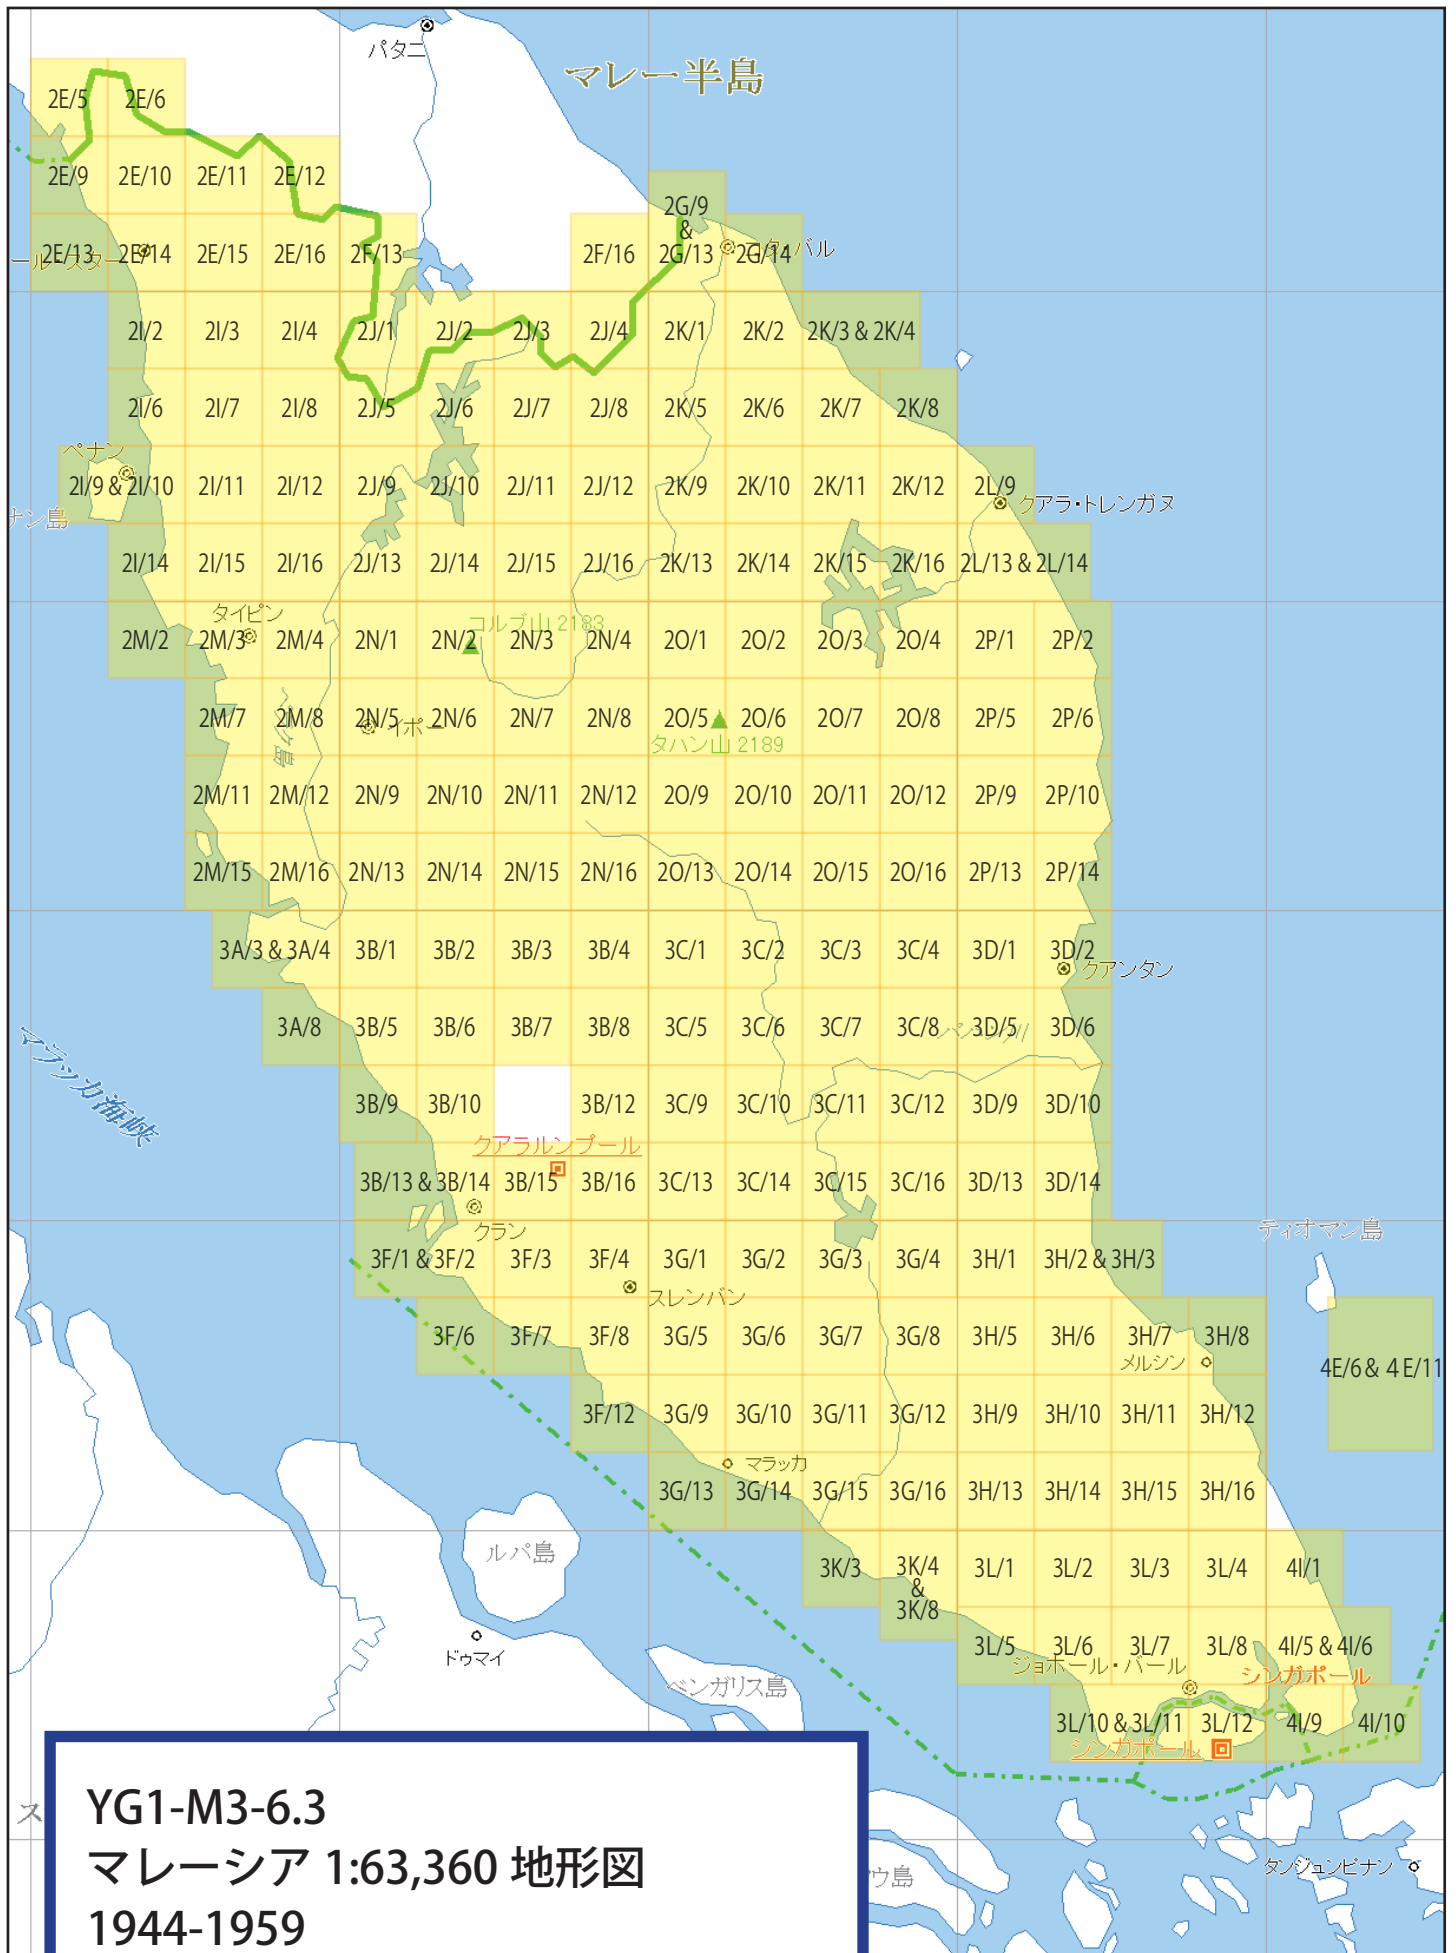 パタニ
マレー半島
2E/5 2E/6
2E/9 2E/10 2E/11 2E/12
2G/9
&
2E/13 2E/14 2E/15 2E/16 2F/13 2F/16 2G/13 2G/14
ール・スター
コタ・バル
2I/2 2I/3 2I/4 2J/1 2J/2 2J/3 2J/4 2K/1 2K/2 2K/3 & 2K/4
2I/6 2I/7 2I/8 2J/5 2J/6 2J/7 2J/8 2K/5 2K/6 2K/7 2K/8
ペナン
2I/9 & 2I/10 2I/11 2I/12 2J/9 2J/10 2J/11 2J/12 2K/9 2K/10 2K/11 2K/12 2L/9
クアラ・トレンガヌ
ナン島
2I/14 2I/15 2I/16 2J/13 2J/14 2J/15 2J/16 2K/13 2K/14 2K/15 2K/16 2L/13 & 2L/14
タイピン
コルブ山 2183
2M/2 2M/3 2M/4 2N/1 2N/2 2N/3 2N/4 2O/1 2O/2 2O/3 2O/4 2P/1 2P/2
2M/7 2M/8 2N/5 2N/6 2N/7 2N/8 2O/5 2O/6 2O/7 2O/8 2P/5 2P/6
イポー
タハン山 2189
2M/11 2M/12 2N/9 2N/10 2N/11 2N/12 2O/9 2O/10 2O/11 2O/12 2P/9 2P/10
2M/15 2M/16 2N/13 2N/14 2N/15 2N/16 2O/13 2O/14 2O/15 2O/16 2P/13 2P/14
3A/3 & 3A/4 3B/1 3B/2 3B/3 3B/4 3C/1 3C/2 3C/3 3C/4 3D/1 3D/2
クアンタン
3A/8 3B/5 3B/6 3B/7 3B/8 3C/5 3C/6 3C/7 3C/8 3D/5 3D/6
マラッカ海峡
3B/9 3B/10 3B/12 3C/9 3C/10 3C/11 3C/12 3D/9 3D/10
クアラルンプール
3B/13 & 3B/14 3B/15 3B/16 3C/13 3C/14 3C/15 3C/16 3D/13 3D/14
クラン
ティオマン島
3F/1 & 3F/2 3F/3 3F/4 3G/1 3G/2 3G/3 3G/4 3H/1 3H/2 & 3H/3
スレンバン
3F/6 3F/7 3F/8 3G/5 3G/6 3G/7 3G/8 3H/5 3H/6 3H/7 3H/8
メルシン
4E/6 & 4 E/11
3F/12 3G/9 3G/10 3G/11 3G/12 3H/9 3H/10 3H/11 3H/12
マラッカ
3G/13 3G/14 3G/15 3G/16 3H/13 3H/14 3H/15 3H/16
ルパ島
3K/3 3K/4 3L/1 3L/2 3L/3 3L/4 4I/1
&
3K/8
ドゥマイ
3L/5 3L/6 3L/7 3L/8 4I/5 & 4I/6
ジョホール・バール
シンガポール
ベンガリス島
3L/10 & 3L/11 3L/12 4I/9 4I/10
シンガポール
ス
YG1-M3-6.3
マレーシア 1:63,360 地形図
1944-1959
ウ島
タンジュンピナン